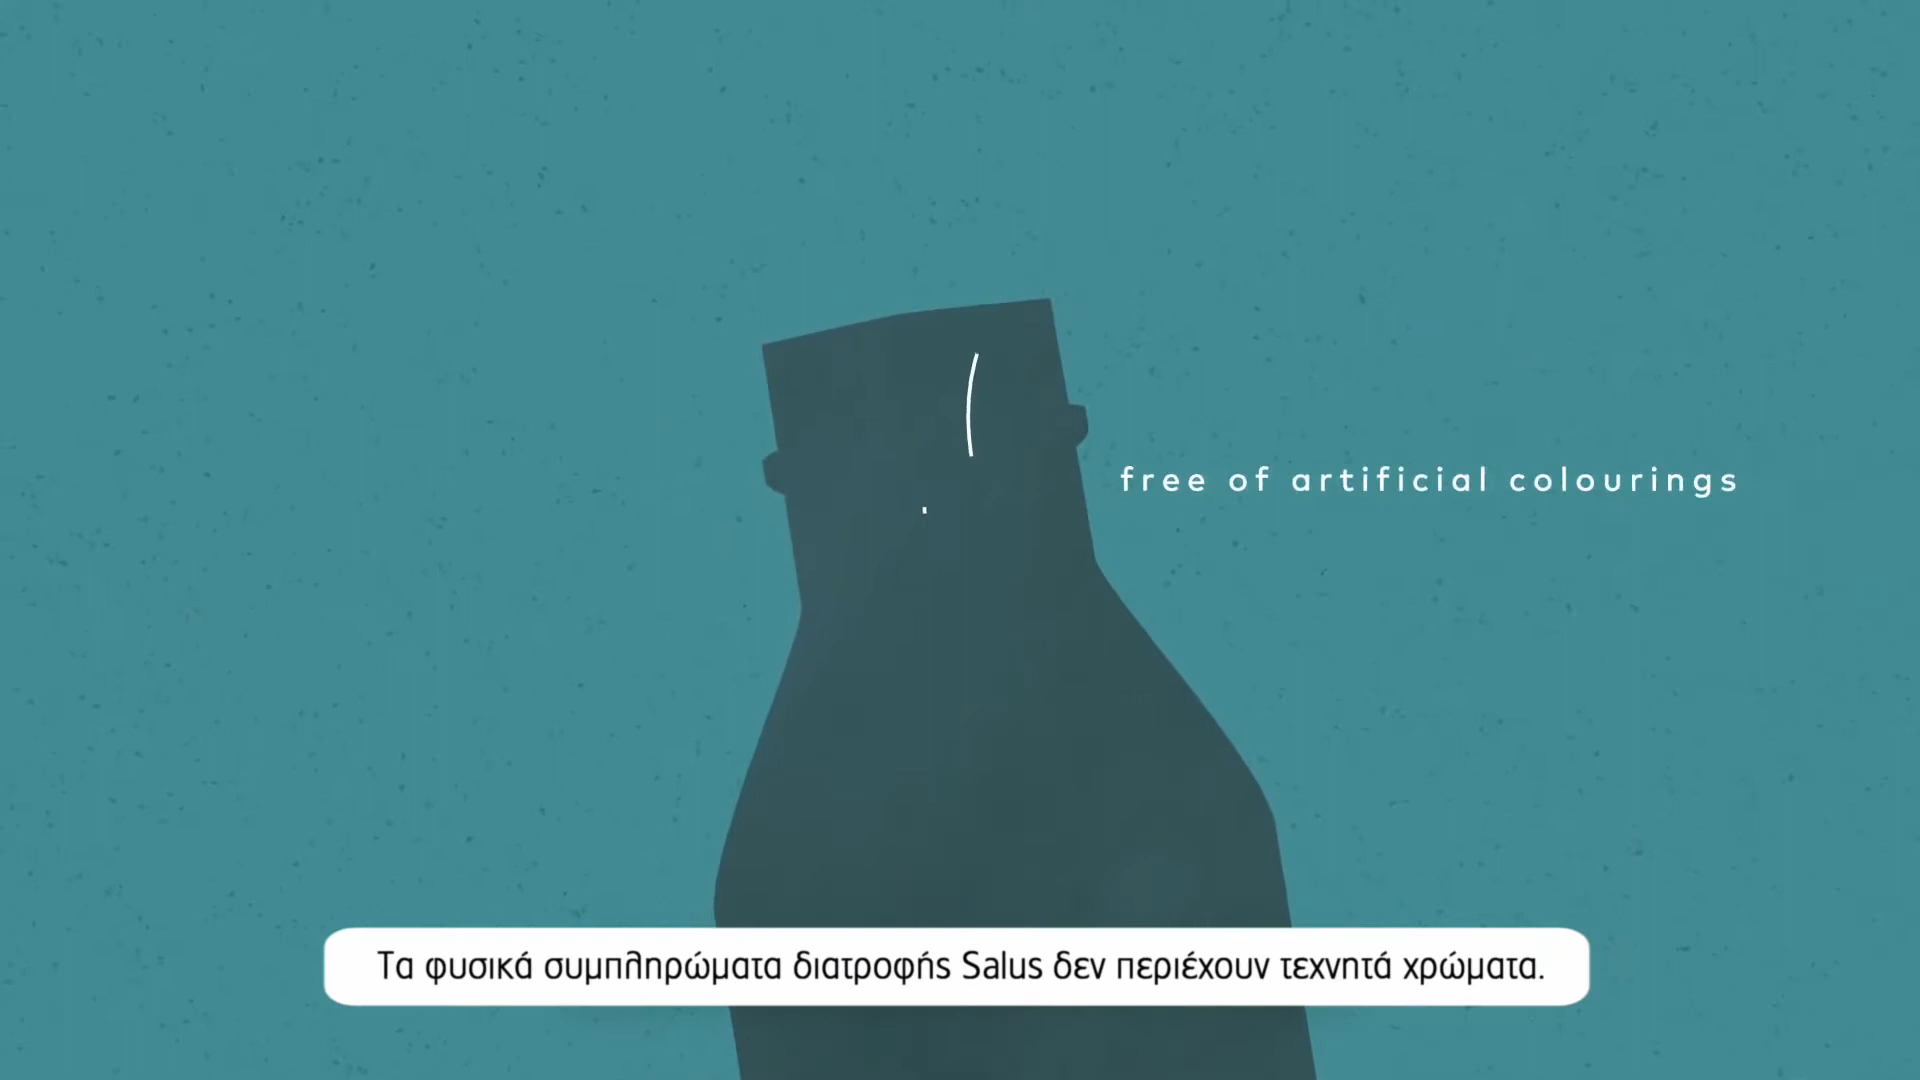 free of artificial colourings
Τα φυσικά συμπληρώματα διατροφής Salus δεν περιέχουν τεχνητά χρώματα.